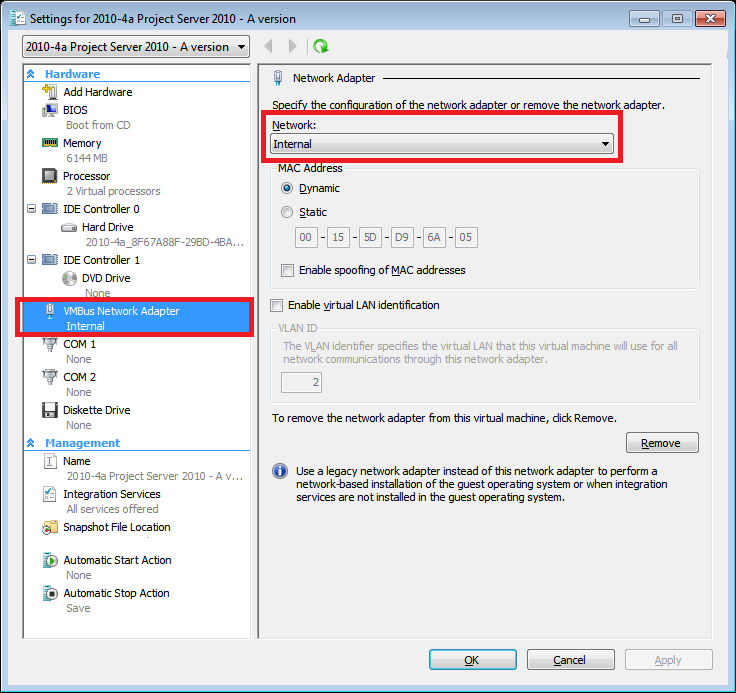 Settings for 2010-4a Project Server 2010 - A version
2010-4a Project Server 2010 - A version
Hardware
Add Hardware
BIOS
Boot from CD
Memory
6144 MB
Processor
2 Virtual processors
IDE Controller 0
Hard Drive
2010-4a_8F67A88F-29BD-4BA...
IDE Controller 1
DVD Drive
None
VMBus Network Adapter
Internal
COM 1
None
COM 2
None
Diskette Drive
None
Management
Name
2010-4a Project Server 2010 - A v...
Integration Services
All services offered
Snapshot File Location
Automatic Start Action
None
Automatic Stop Action
Save
Network Adapter
Specify the configuration of the network adapter or remove the network adapter.
Network:
Internal
MAC Address
Dynamic
Static
00 - 15 - 5D - D9 - 6A - 05
Enable spoofing of MAC addresses
Enable virtual LAN identification
VLAN ID
The VLAN identifier specifies the virtual LAN that this virtual machine will use for all
network communications through this network adapter.
2
To remove the network adapter from this virtual machine, click Remove.
Remove
Use a legacy network adapter instead of this network adapter to perform a
network-based installation of the guest operating system or when integration
services are not installed in the guest operating system.
OK Cancel Apply